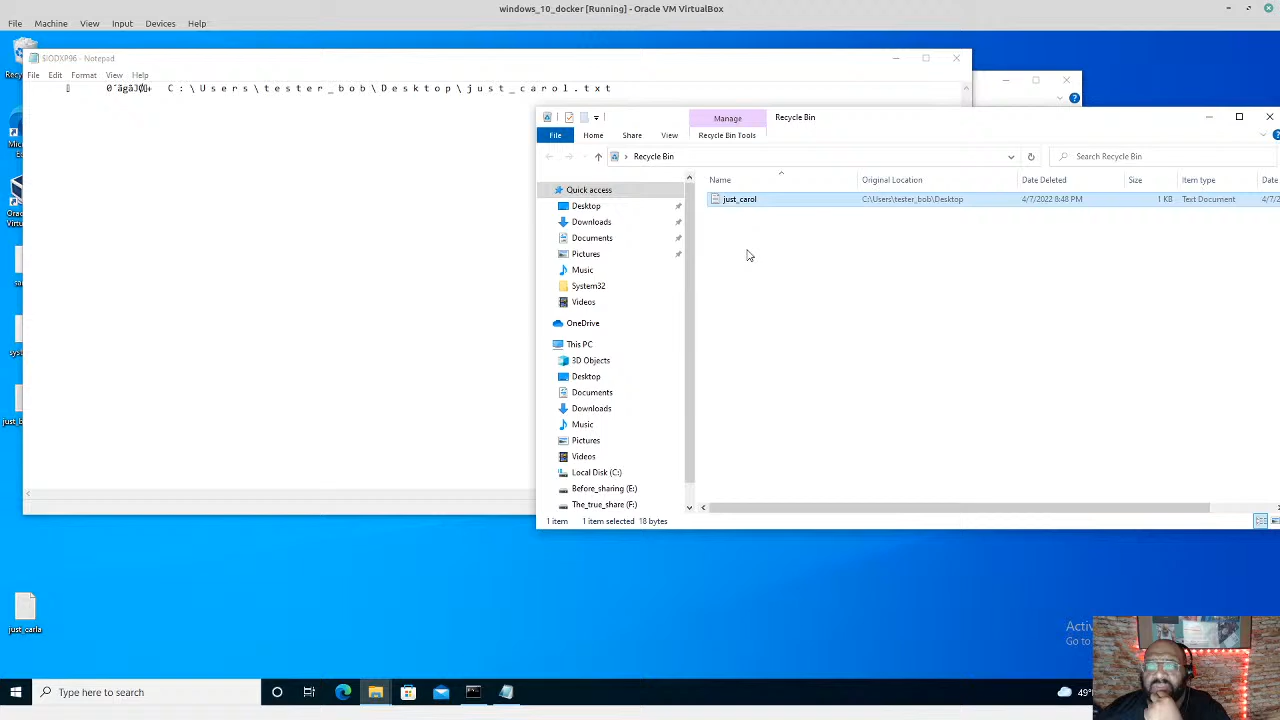 windows_10_docker [Running] - Oracle VM VirtualBox
File Machine View Input Devices Help
$IODXP96 - Notepad
File Edit Format View Help
C:\Users\tester_bob\Desktop\just_carol.txt
Manage Recycle Bin
File Home Share View Recycle Bin Tools
Recycle Bin
Search Recycle Bin
Name Original Location Date Deleted Size Item type Date
just_carol C:\Users\tester_bob\Desktop 4/7/2022 8:48 PM 1 KB Text Document
Quick access
Desktop
Downloads
Documents
Pictures
Music
System32
Videos
OneDrive
This PC
3D Objects
Desktop
Documents
Downloads
Music
Pictures
Videos
Local Disk (C:)
Before_sharing (E:)
The_true_share (F:)
1 item 1 item selected 18 bytes
just_carla
Type here to search